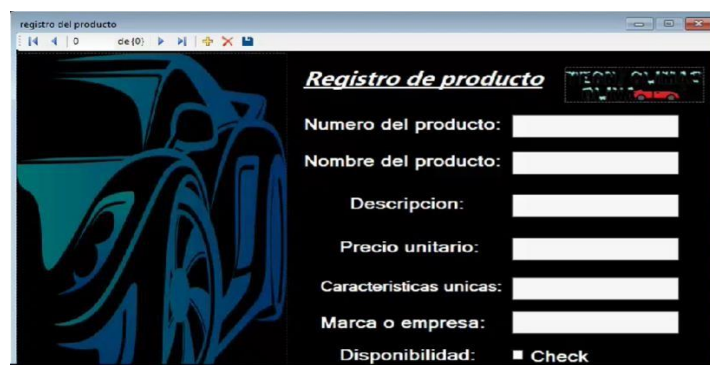 registro del producto
0 de {0}
Registro de producto
Numero del producto:
Nombre del producto:
Descripcion:
Precio unitario:
Caracteristicas unicas:
Marca o empresa:
Disponibilidad: Check